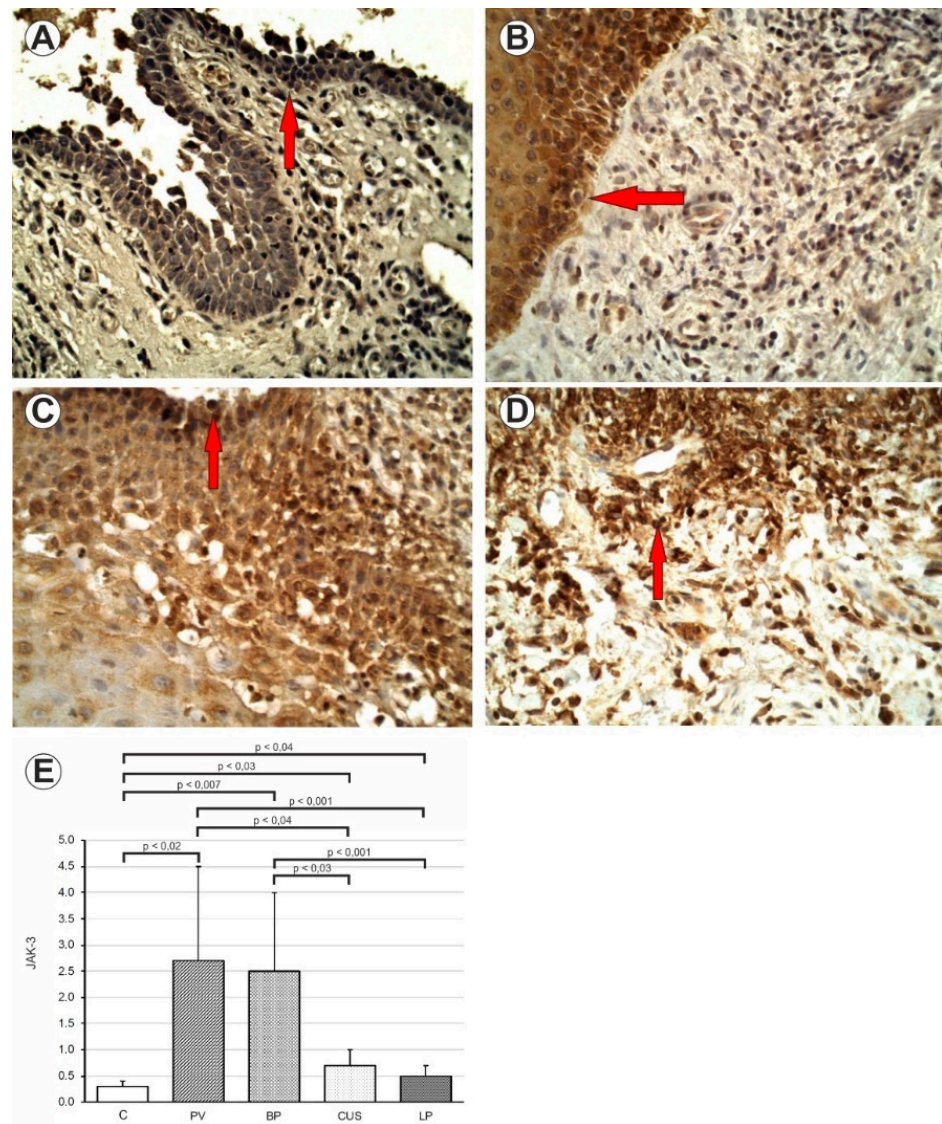 A
B
C
D
E
p < 0,04
p < 0,03
p < 0,007
p < 0,001
p < 0,04
p < 0,02
p < 0,001
p < 0,03
5.0
4.5
4.0
3.5
3.0
2.5
2.0
1.5
1.0
0.5
0.0
JAK-3
C PV BP CUS LP